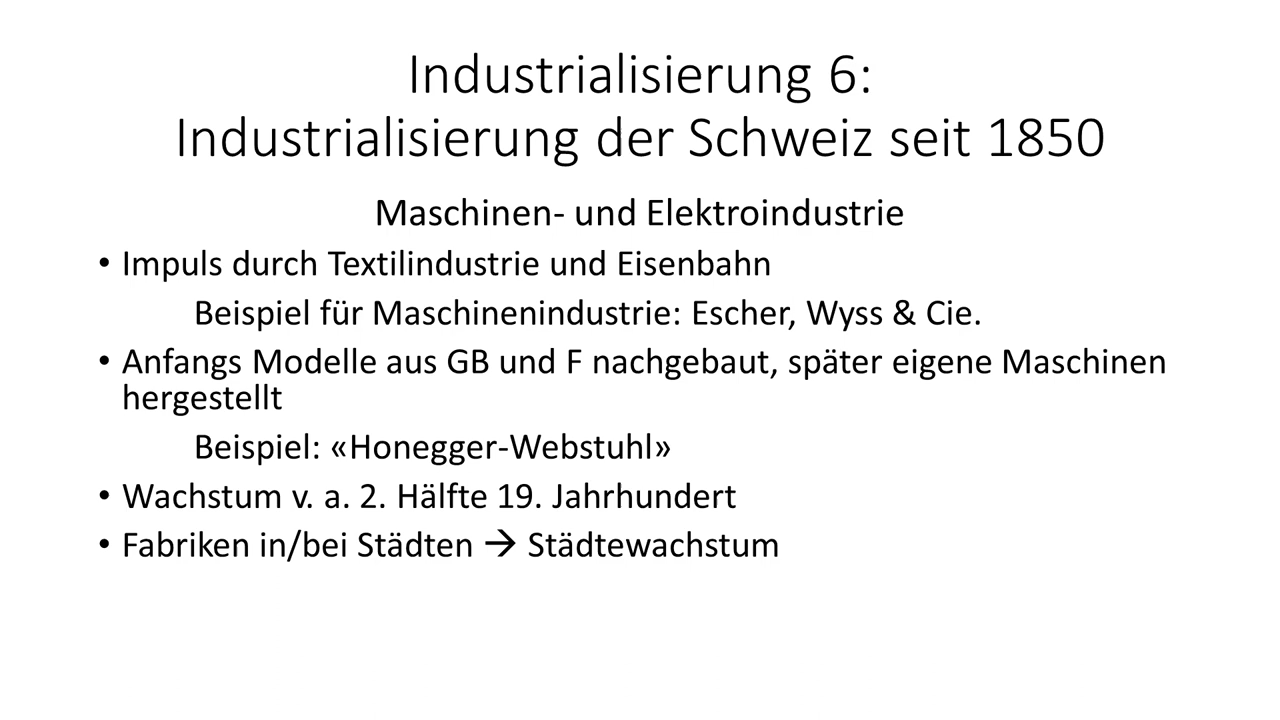 Industrialisierung 6:
Industrialisierung der Schweiz seit 1850
Maschinen- und Elektroindustrie
• Impuls durch Textilindustrie und Eisenbahn
Beispiel für Maschinenindustrie: Escher, Wyss & Cie.
• Anfangs Modelle aus GB und F nachgebaut, später eigene Maschinen
hergestellt
Beispiel: «Honegger-Webstuhl»
• Wachstum v. a. 2. Hälfte 19. Jahrhundert
• Fabriken in/bei Städten → Städtewachstum